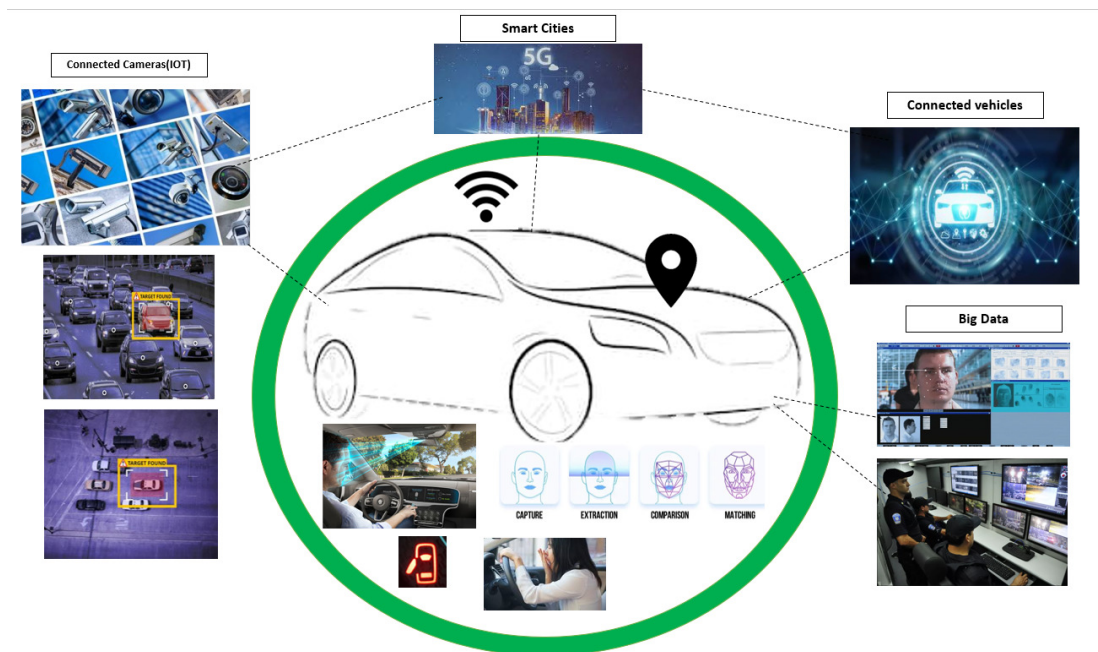 Smart Cities
5G
Connected Cameras(IOT)
Connected vehicles
TARGET FOUND
Big Data
TARGET FOUND
CAPTURE
EXTRACTION
COMPARISON
MATCHING